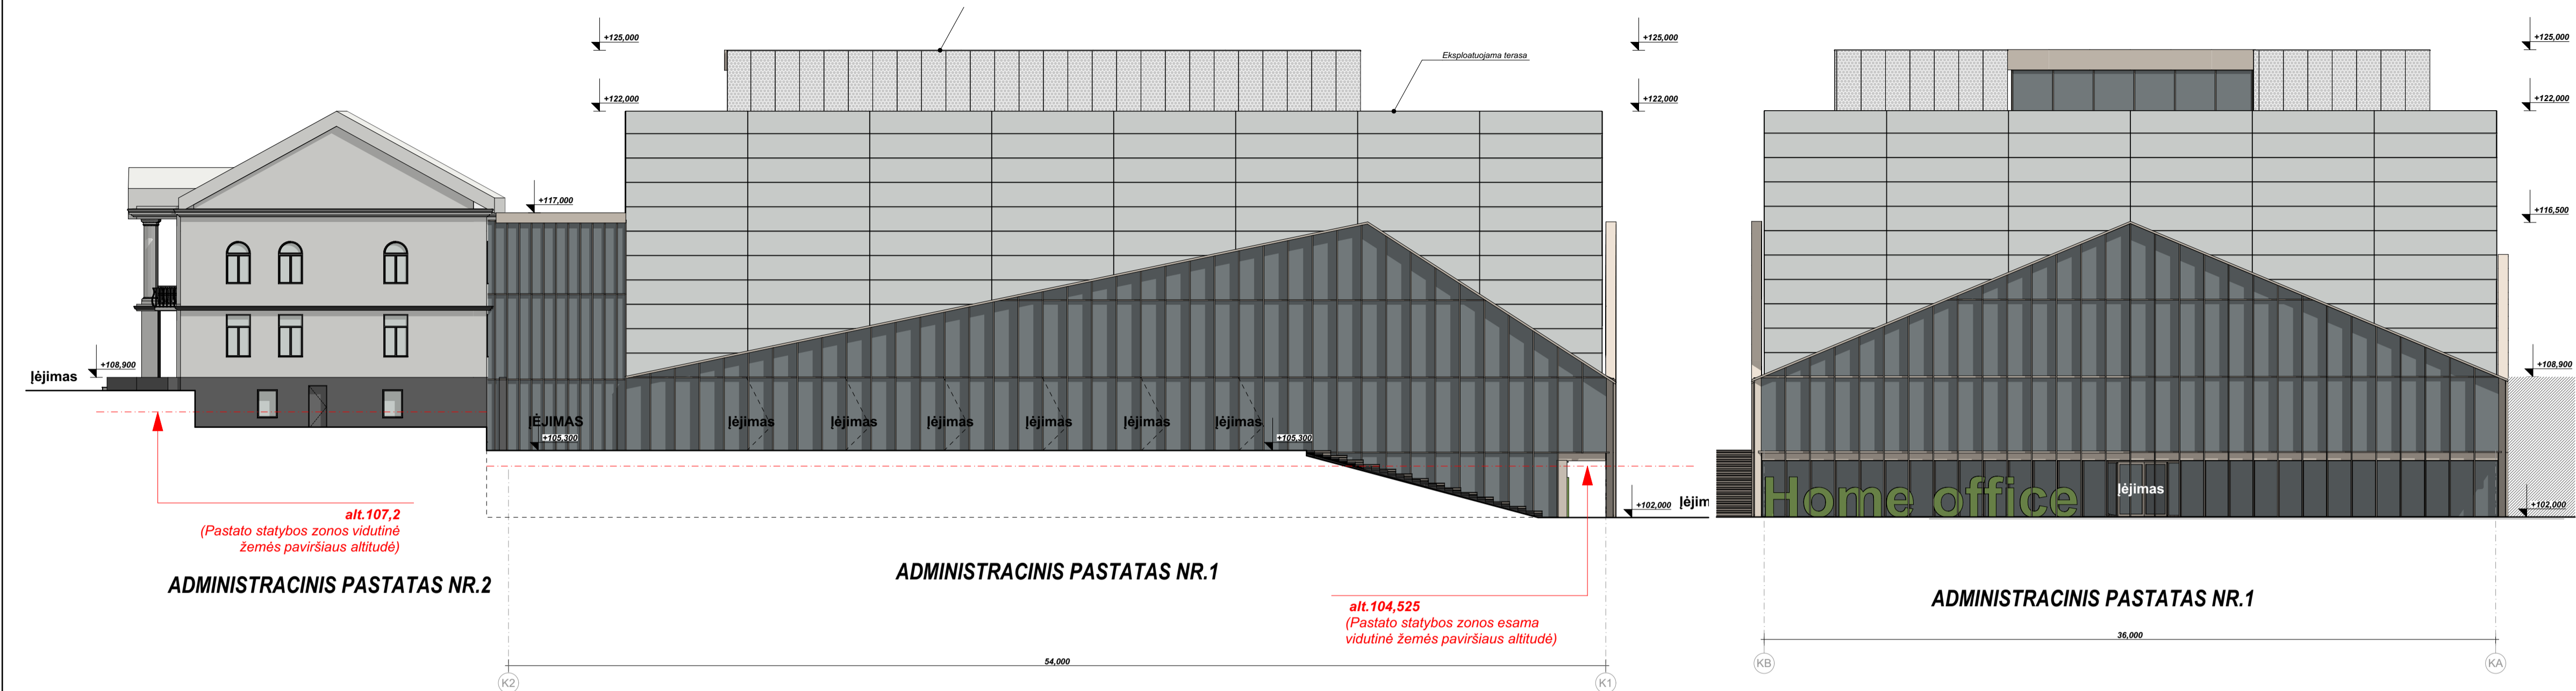 +125,000
+125,000
+125,000
Eksploatuojama terasa
+122,000
+122,000
+122,000
+117,000
+116,500
+108,900
+108,900
Įėjimas
ĮĖJIMAS
Įėjimas
Įėjimas
Įėjimas
Įėjimas
Įėjimas
Įėjimas
+105.300
+105.300
+102,000
Įėjim
Home office
Įėjimas
+102,000
alt.107,2
(Pastato statybos zonos vidutinė
žemės paviršiaus altitudė)
ADMINISTRACINIS PASTATAS NR.2
ADMINISTRACINIS PASTATAS NR.1
alt.104,525
(Pastato statybos zonos esama
vidutinė žemės paviršiaus altitudė)
ADMINISTRACINIS PASTATAS NR.1
54,000
36,000
K2
K1
KB
KA